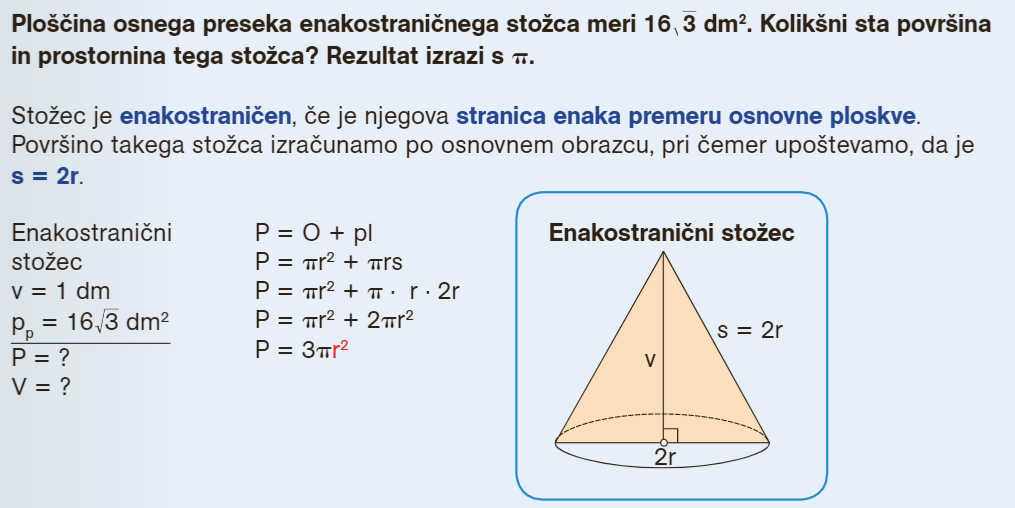 Ploščina osnega preseka enakostraničnega stožca meri 16√3 dm². Kolikšni sta površina
in prostornina tega stožca? Rezultat izrazi s π.
Stožec je enakostraničen, če je njegova stranica enaka premeru osnovne ploskve.
Površino takega stožca izračunamo po osnovnem obrazcu, pri čemer upoštevamo, da je
s = 2r.
Enakostranični
stožec
v = 1 dm
pₚ = 16√3 dm²
P = ?
V = ?
P = O + pl
P = πr² + πrs
P = πr² + π · r · 2r
P = πr² + 2πr²
P = 3πr²
Enakostranični stožec
s = 2r
v
2r